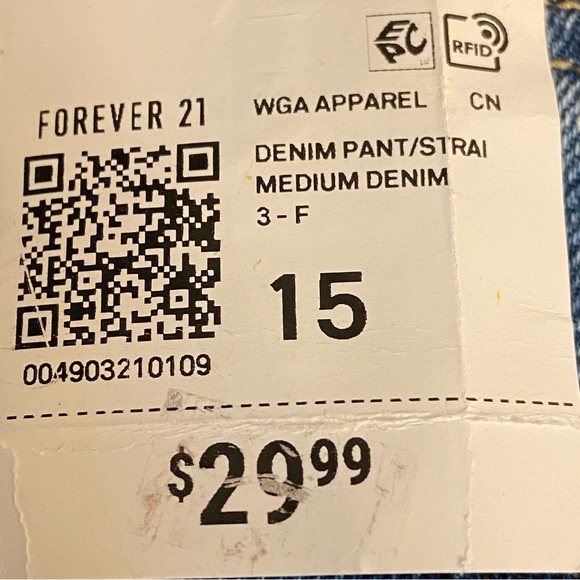 EPC
RFID
FOREVER 21
WGA APPAREL CN
DENIM PANT/STRAI
MEDIUM DENIM
3 - F
15
004903210109
$29.99